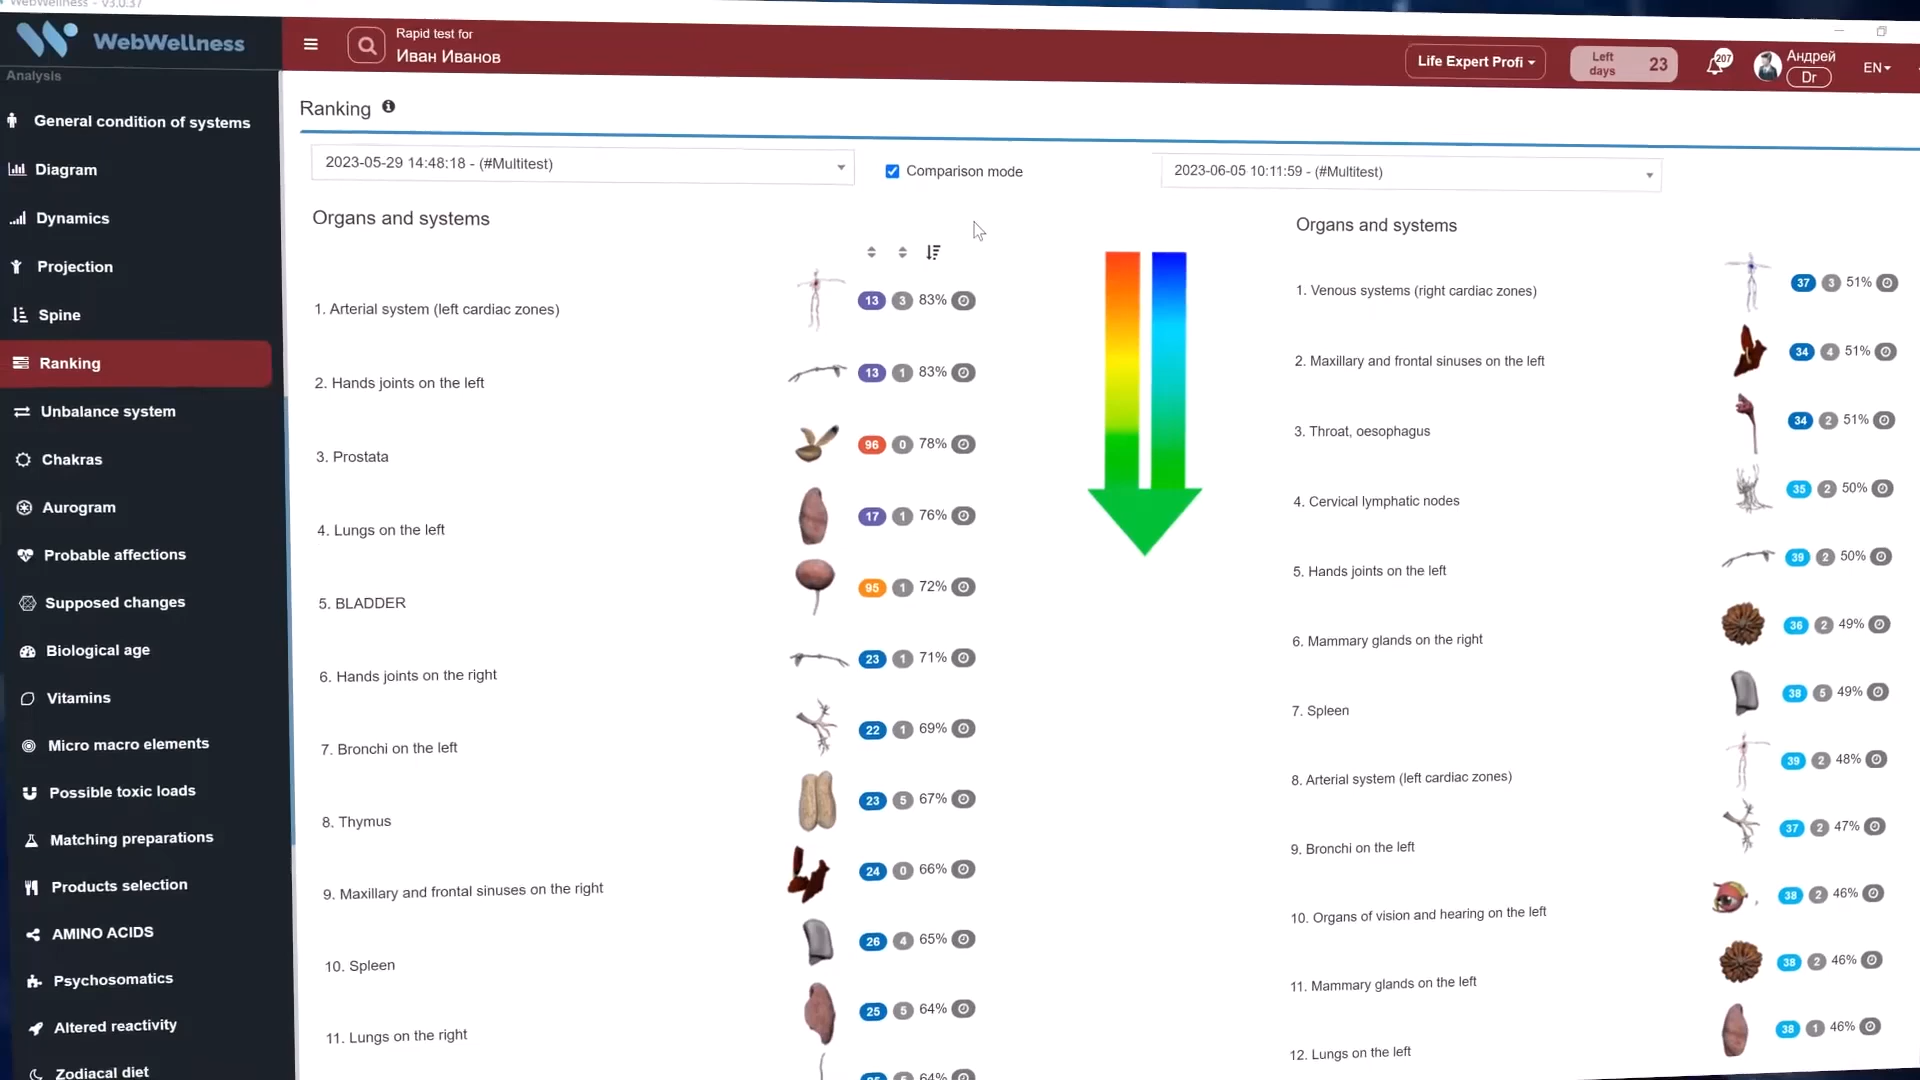 WebWellness - v3.0.37
WebWellness
Rapid test for
Иван Иванов
Life Expert Profi
Left days 23
207
Андрей
Dr
EN
Analysis
General condition of systems
Diagram
Dynamics
Projection
Spine
Ranking
Unbalance system
Chakras
Aurogram
Probable affections
Supposed changes
Biological age
Vitamins
Micro macro elements
Possible toxic loads
Matching preparations
Products selection
AMINO ACIDS
Psychosomatics
Altered reactivity
Zodiacal diet
Ranking
2023-05-29 14:48:18 - (#Multitest)
Comparison mode
2023-06-05 10:11:59 - (#Multitest)
Organs and systems
1. Arterial system (left cardiac zones) 13 3 83%
2. Hands joints on the left 13 1 83%
3. Prostata 96 0 78%
4. Lungs on the left 17 1 76%
5. BLADDER 95 1 72%
6. Hands joints on the right 23 1 71%
7. Bronchi on the left 22 1 69%
8. Thymus 23 5 67%
9. Maxillary and frontal sinuses on the right 24 0 66%
10. Spleen 26 4 65%
11. Lungs on the right 25 5 64%
64%
Organs and systems
1. Venous systems (right cardiac zones) 37 3 51%
2. Maxillary and frontal sinuses on the left 34 4 51%
3. Throat, oesophagus 34 2 51%
4. Cervical lymphatic nodes 35 2 50%
5. Hands joints on the left 39 2 50%
6. Mammary glands on the right 36 2 49%
7. Spleen 38 5 49%
8. Arterial system (left cardiac zones) 39 2 48%
9. Bronchi on the left 37 2 47%
10. Organs of vision and hearing on the left 38 2 46%
11. Mammary glands on the left 38 2 46%
12. Lungs on the left 38 1 46%